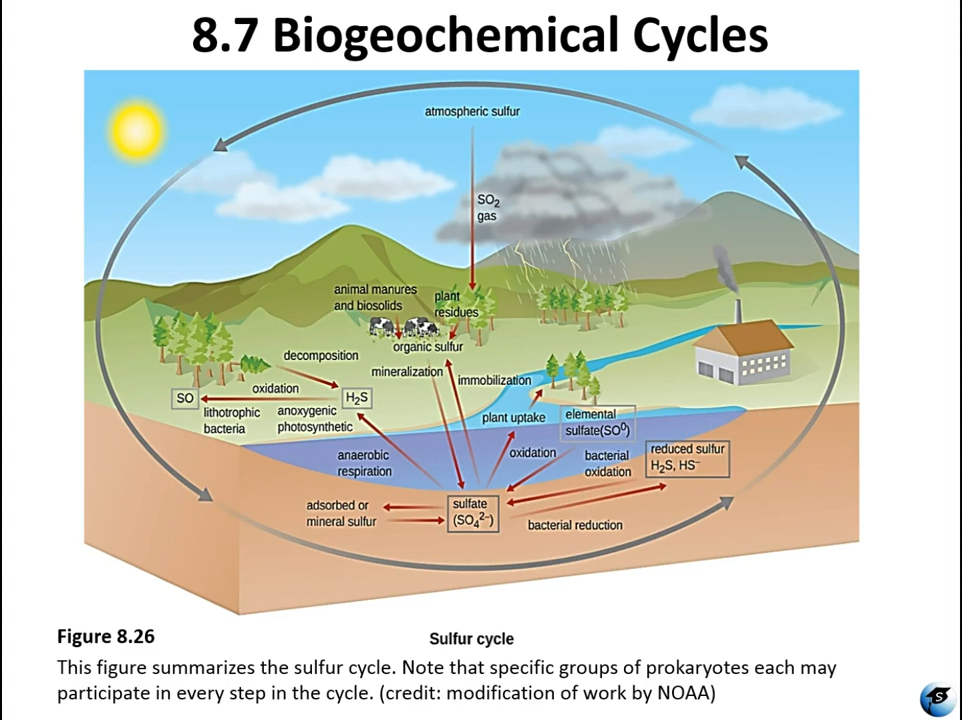 8.7 Biogeochemical Cycles
atmospheric sulfur
SO₂
gas
animal manures
and biosolids
plant
residues
organic sulfur
decomposition
mineralization
immobilization
oxidation
SO
H₂S
lithotrophic
bacteria
anoxygenic
photosynthetic
plant uptake
elemental
sulfate(SO⁰)
anaerobic
respiration
oxidation
bacterial
oxidation
reduced sulfur
H₂S, HS⁻
adsorbed or
mineral sulfur
sulfate
(SO₄²⁻)
bacterial reduction
Figure 8.26
Sulfur cycle
This figure summarizes the sulfur cycle. Note that specific groups of prokaryotes each may
participate in every step in the cycle. (credit: modification of work by NOAA)
S